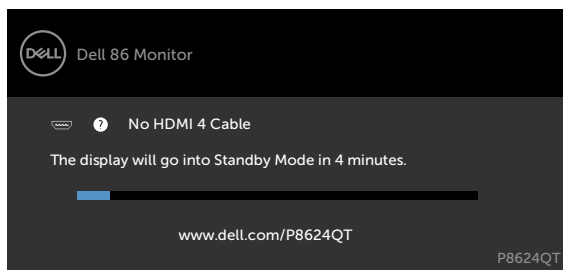 DELL Dell 86 Monitor
? No HDMI 4 Cable
The display will go into Standby Mode in 4 minutes.
www.dell.com/P8624QT
P8624QT